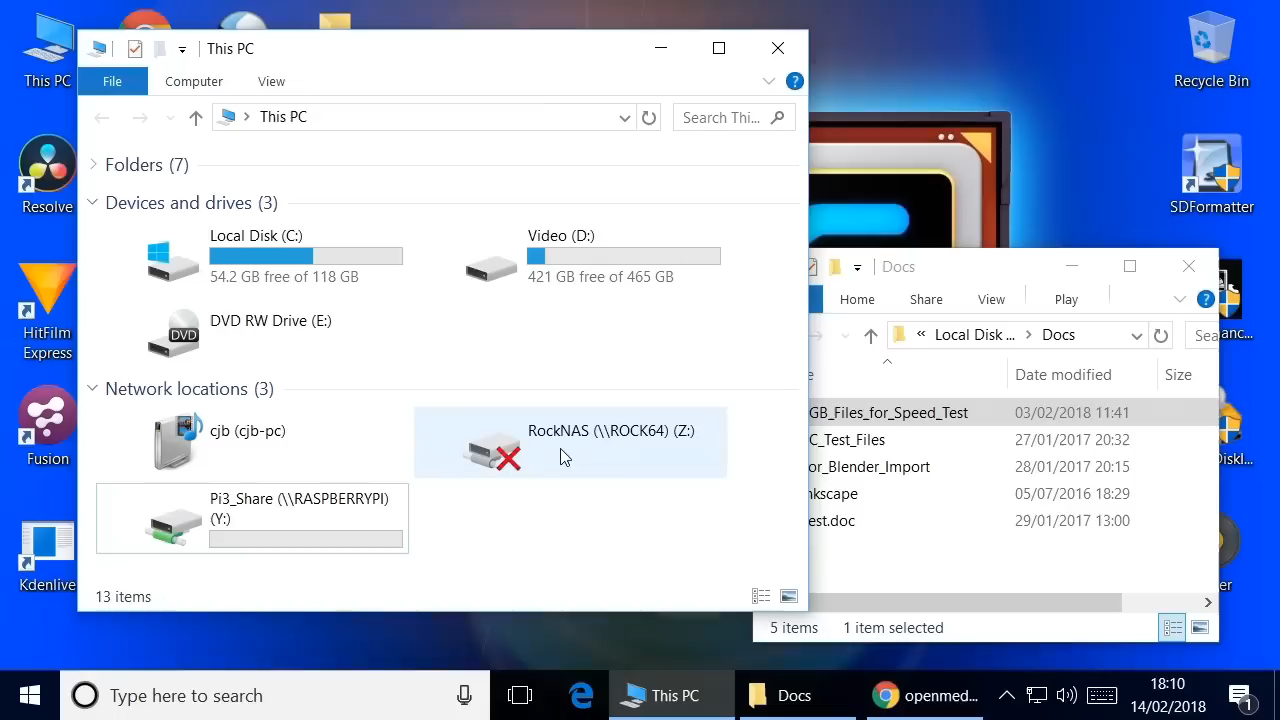 This PC
File
Computer
View
?
This PC
Search Thi...
Folders (7)
Devices and drives (3)
Local Disk (C:)
54.2 GB free of 118 GB
Video (D:)
421 GB free of 465 GB
DVD
DVD RW Drive (E:)
Network locations (3)
cjb (cjb-pc)
RockNAS (\\ROCK64) (Z:)
Pi3_Share (\\RASPBERRYPI)
(Y:)
13 items
This PC
Resolve
HitFilm
Express
Fusion
Kdenlive
Recycle Bin
SDFormatter
Docs
Home
Share
View
Play
?
« Local Disk ...
Docs
Sea
Date modified
Size
GB_Files_for_Speed_Test
03/02/2018 11:41
C_Test_Files
27/01/2017 20:32
or_Blender_Import
28/01/2017 20:15
nkscape
05/07/2016 18:29
est.doc
29/01/2017 13:00
5 items
1 item selected
Type here to search
This PC
Docs
openmed...
18:10
14/02/2018
1